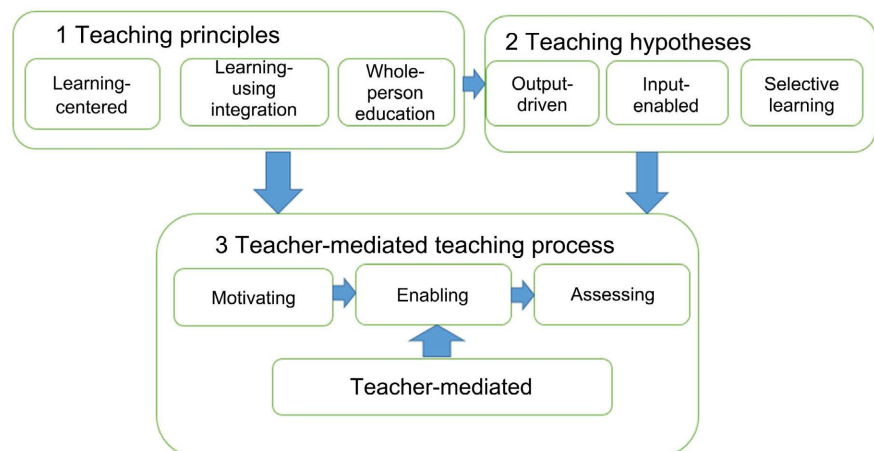 1 Teaching principles
Learning-
centered
Learning-
using
integration
Whole-
person
education
2 Teaching hypotheses
Output-
driven
Input-
enabled
Selective
learning
3 Teacher-mediated teaching process
Motivating
Enabling
Assessing
Teacher-mediated